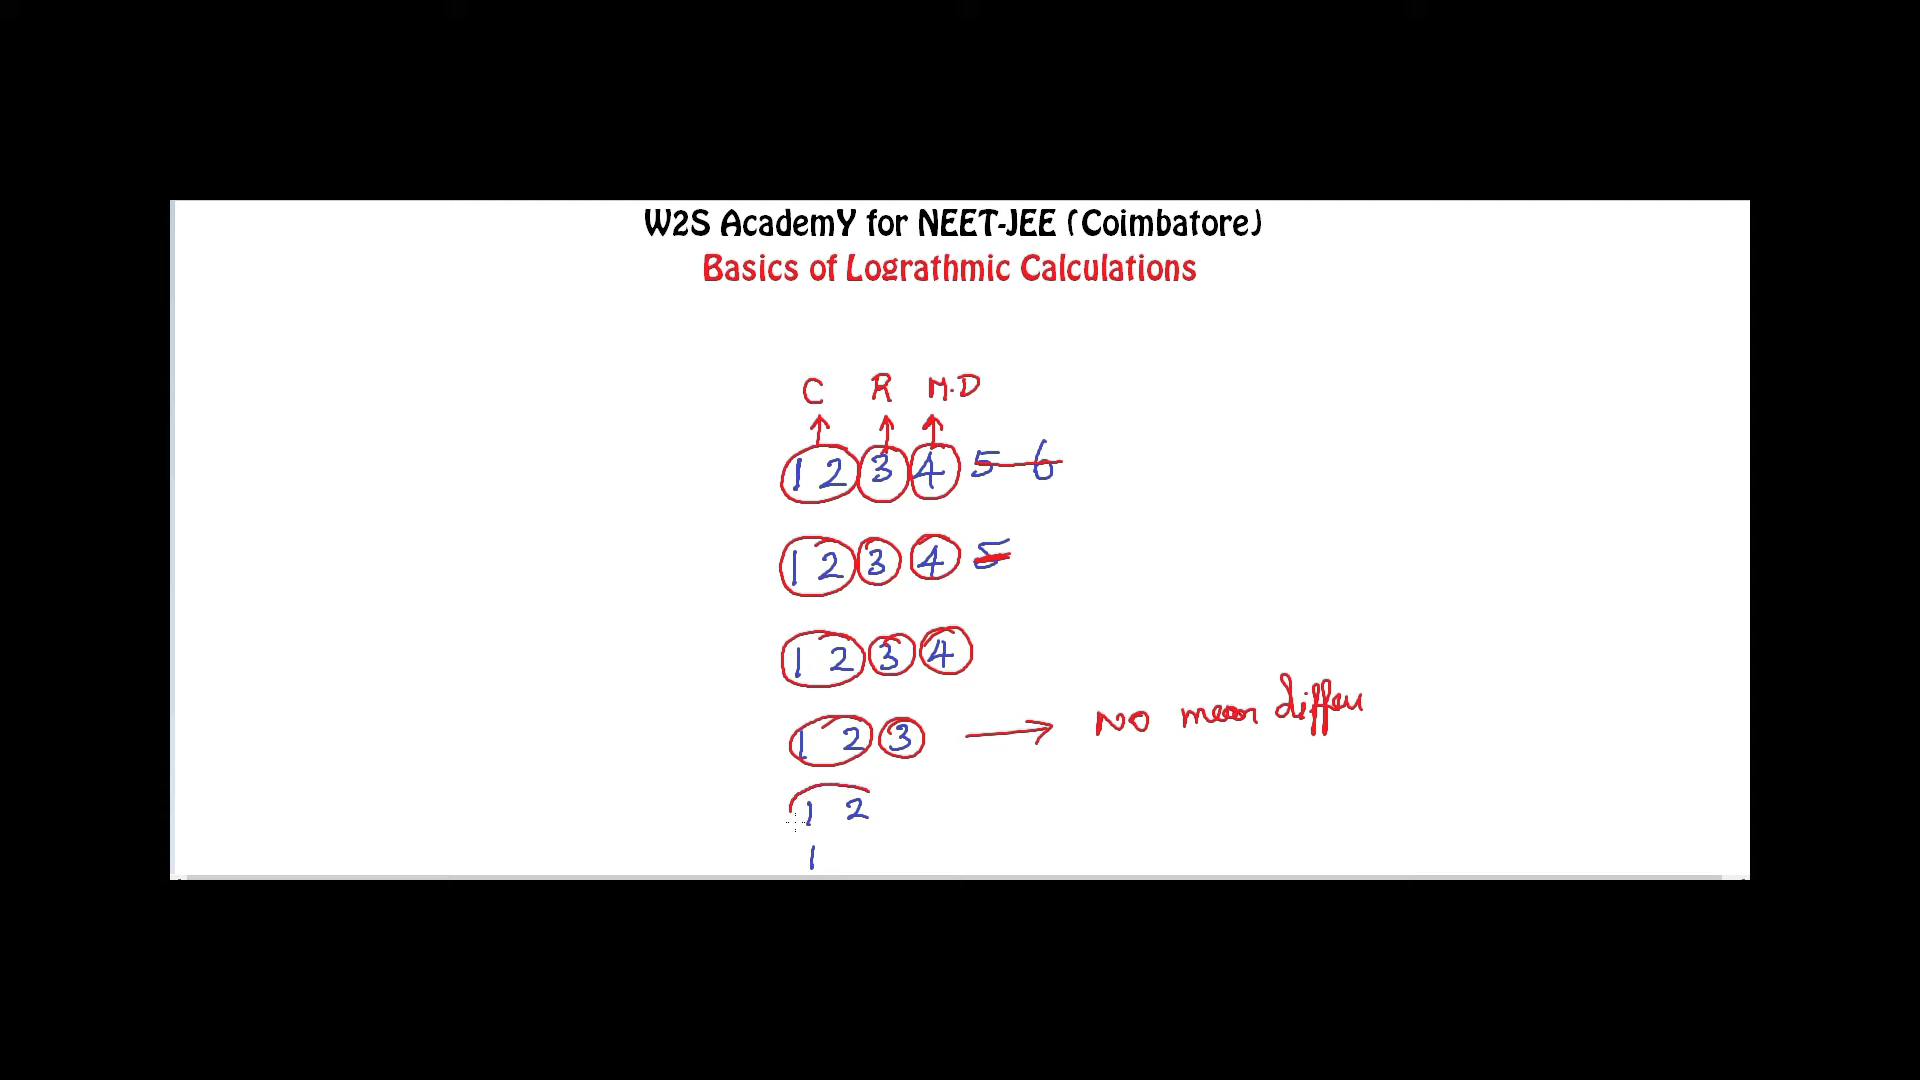 W2S AcademY for NEET-JEE (Coimbatore)
Basics of Lograthmic Calculations
C R M.D
1 2 3 4 5 6
1 2 3 4 5
1 2 3 4
1 2 3 → NO mean differ
1 2
1